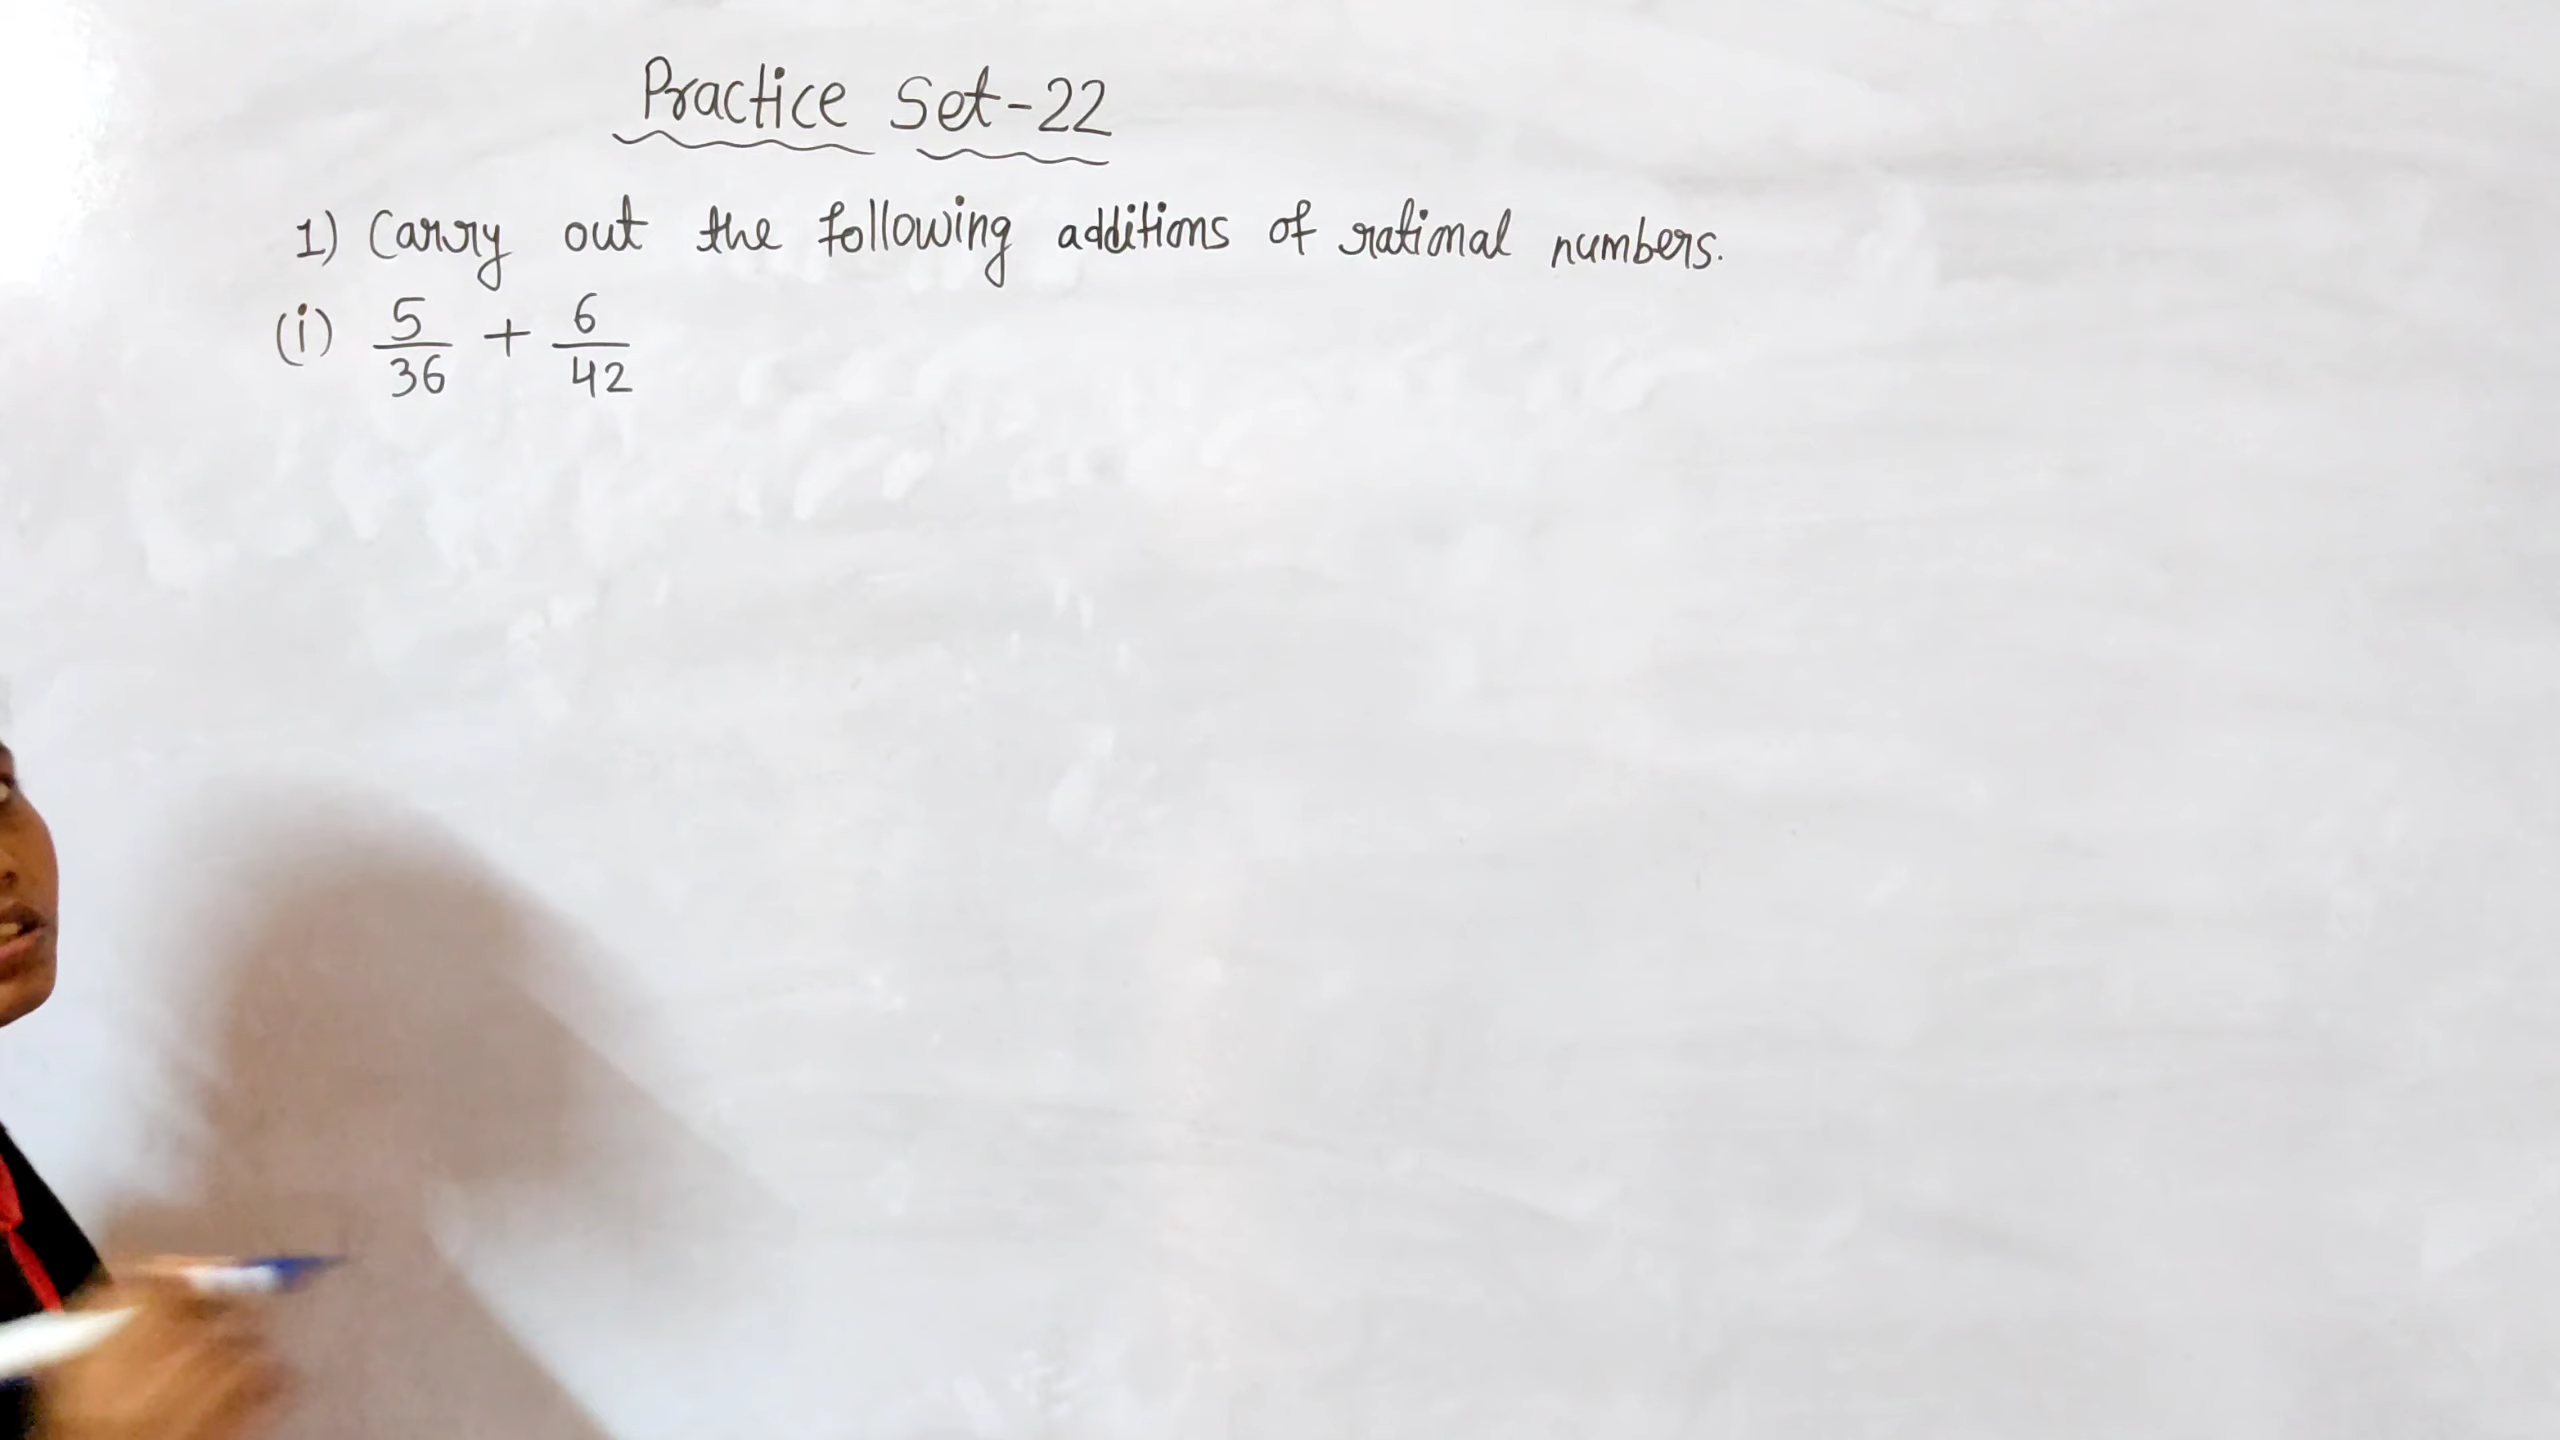 Practice Set-22
1) Carry out the following additions of rational numbers.
(i) 5/36 + 6/42